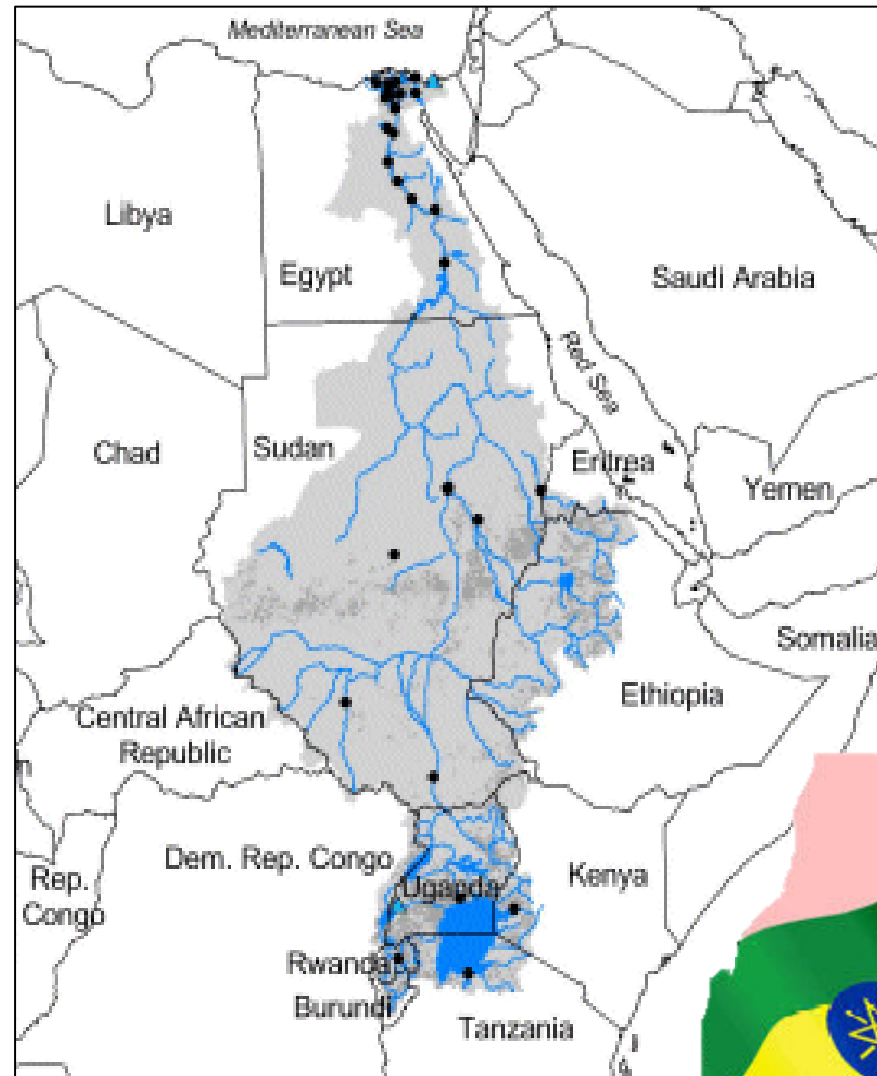 Mediterranean Sea
Libya
Egypt
Saudi Arabia
Red Sea
Chad
Sudan
Eritrea
Yemen
Somalia
Ethiopia
Central African
Republic
n
Dem. Rep. Congo
Rep.
Congo
Uganda
Kenya
Rwanda
Burundi
Tanzania